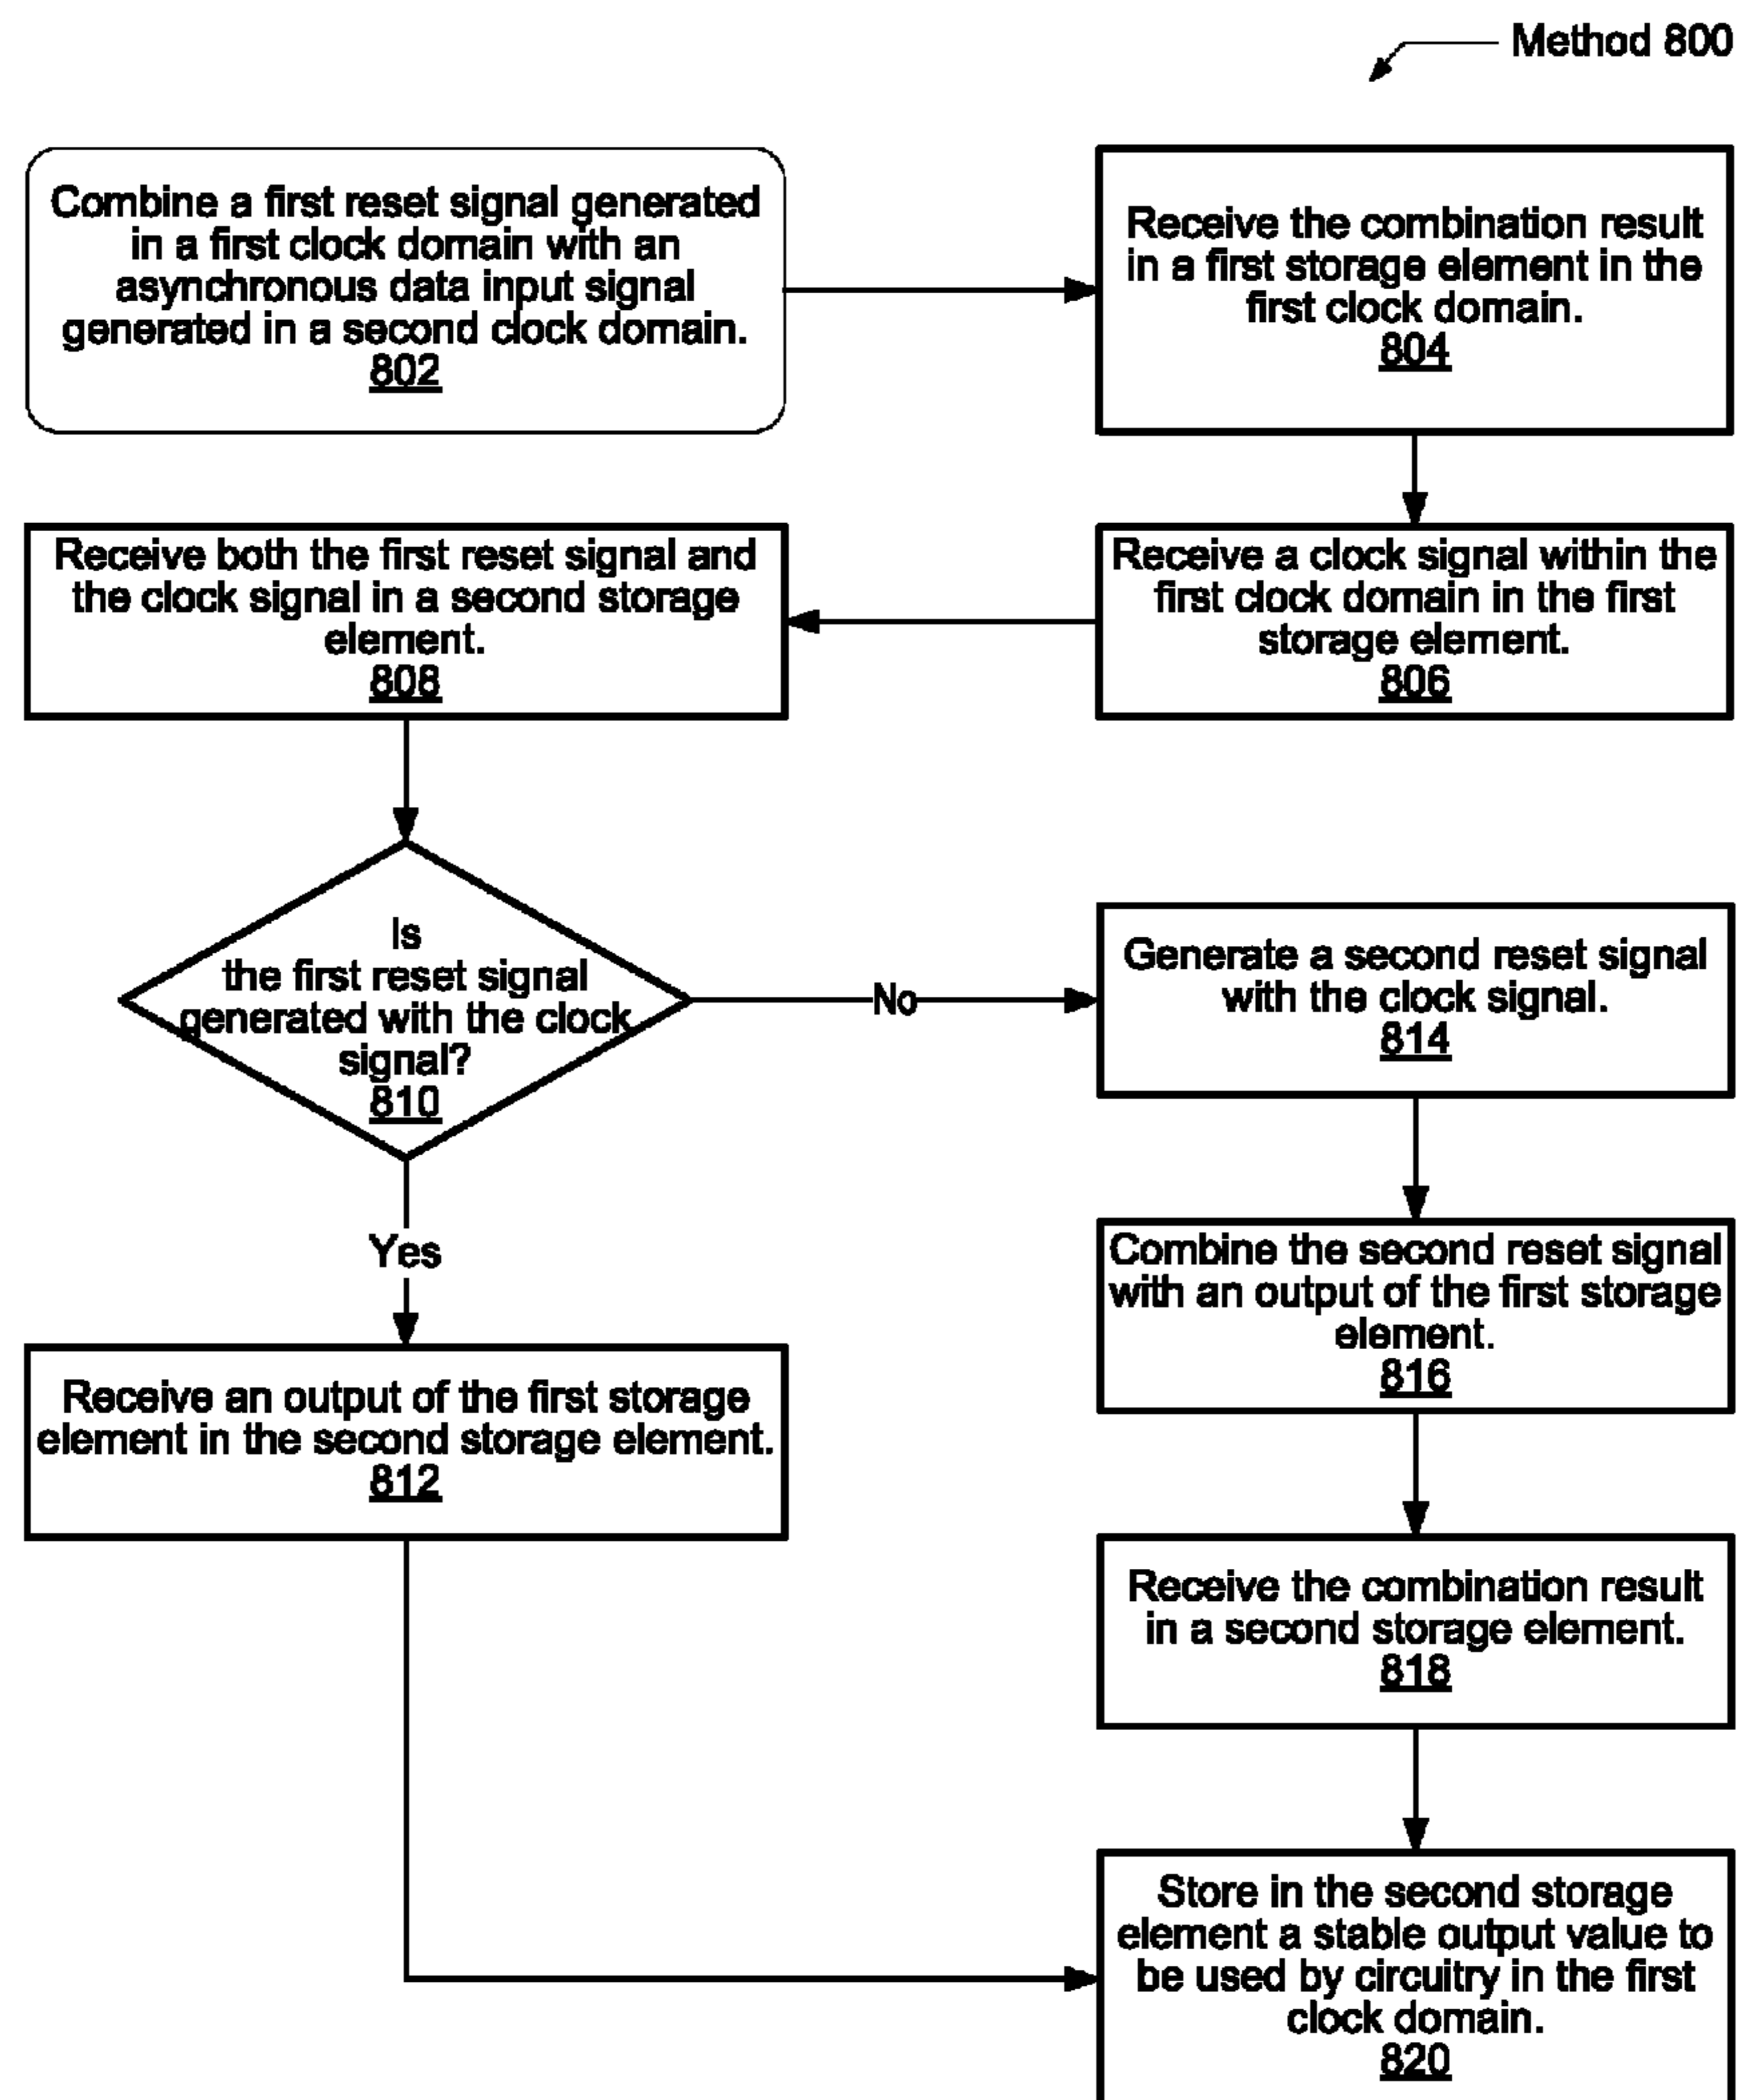 Method 800
Combine a first reset signal generated
in a first clock domain with an
asynchronous data input signal
generated in a second clock domain.
802
Receive the combination result
in a first storage element in the
first clock domain.
804
Receive a clock signal within the
first clock domain in the first
storage element.
806
Receive both the first reset signal and
the clock signal in a second storage
element.
808
Is
the first reset signal
generated with the clock
signal?
810
No
Yes
Receive an output of the first storage
element in the second storage element.
812
Generate a second reset signal
with the clock signal.
814
Combine the second reset signal
with an output of the first storage
element.
816
Receive the combination result
in a second storage element.
818
Store in the second storage
element a stable output value to
be used by circuitry in the first
clock domain.
820